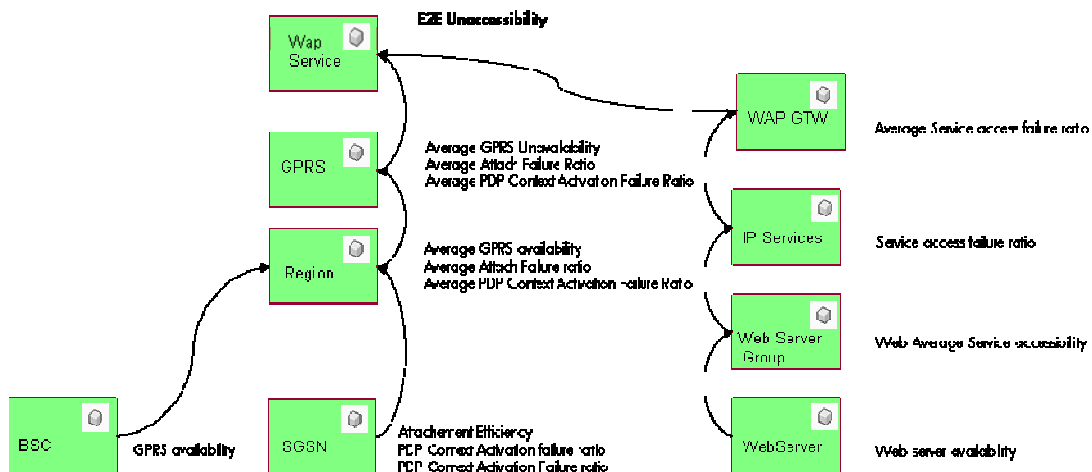 E2E Unaccessibility
Wap
Service
WAP GTW
Average Service access failure ratio
GPRS
Average GPRS Unavalability
Average Attach Failure Ratio
Average PDP Context Activation Failure Ratio
IP Services
Service access failure ratio
Region
Average GPRS availability
Average Attach Failure ratio
Average PDP Context Activation Failure Ratio
Web Server
Group
Web Average Service accessibility
BSC
GPRS availability
SGSN
Attachement Efficiency
PDP Context Activation failure ratio
PDP Context Activation Failure ratio
WebServer
Web server availability